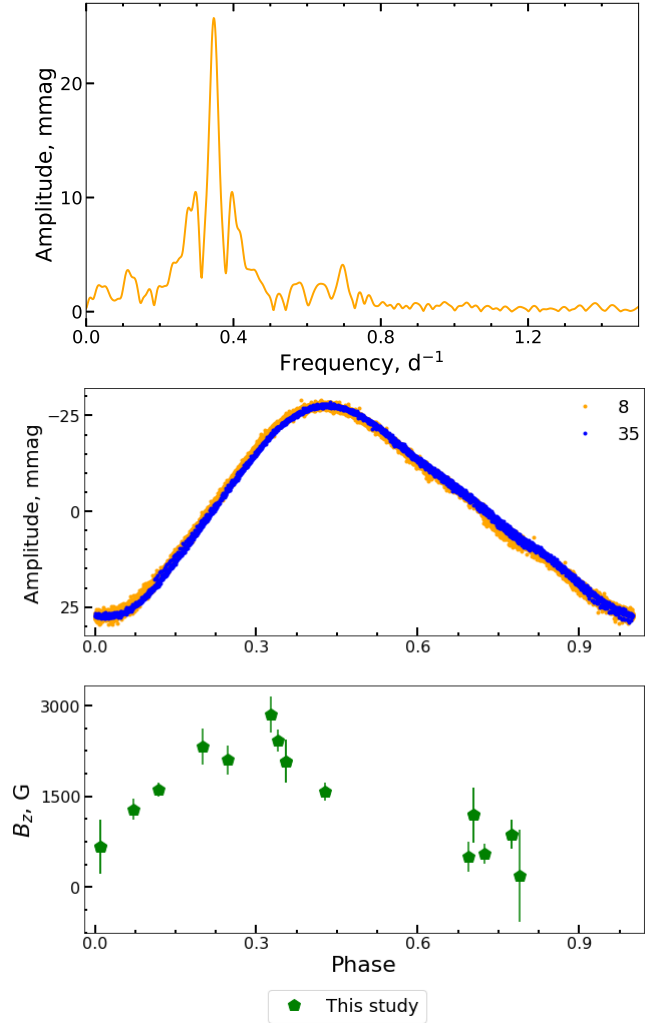 20
10
0
Amplitude, mmag
0.0 0.4 0.8 1.2
Frequency, d⁻¹
8
35
−25
0
25
Amplitude, mmag
0.0 0.3 0.6 0.9
3000
1500
0
B_z, G
0.0 0.3 0.6 0.9
Phase
This study